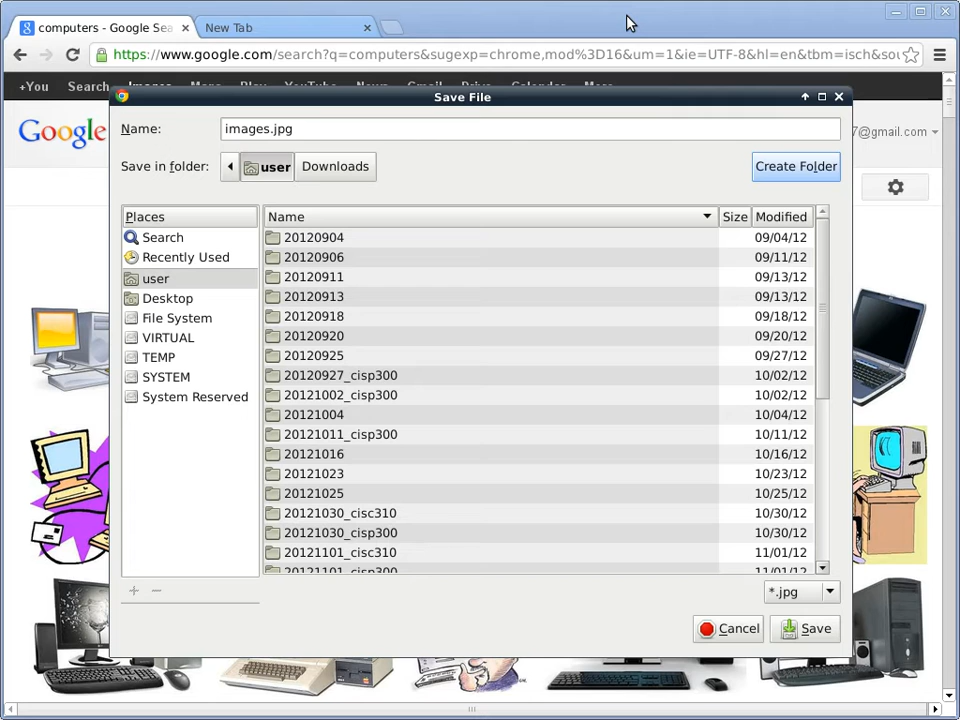 computers - Google Sea
New Tab
https://www.google.com/search?q=computers&sugexp=chrome,mod%3D16&um=1&ie=UTF-8&hl=en&tbm=isch&sou
+You Search
Save File
Name: images.jpg
Google
7@gmail.com
Save in folder: user Downloads Create Folder
Places
Search
Recently Used
user
Desktop
File System
VIRTUAL
TEMP
SYSTEM
System Reserved
Name Size Modified
20120904 09/04/12
20120906 09/11/12
20120911 09/13/12
20120913 09/13/12
20120918 09/18/12
20120920 09/20/12
20120925 09/27/12
20120927_cisp300 10/02/12
20121002_cisp300 10/02/12
20121004 10/04/12
20121011_cisp300 10/11/12
20121016 10/16/12
20121023 10/23/12
20121025 10/25/12
20121030_cisc310 10/30/12
20121030_cisp300 10/30/12
20121101_cisc310 11/01/12
20121101_cisp300 11/01/12
*.jpg
Cancel Save